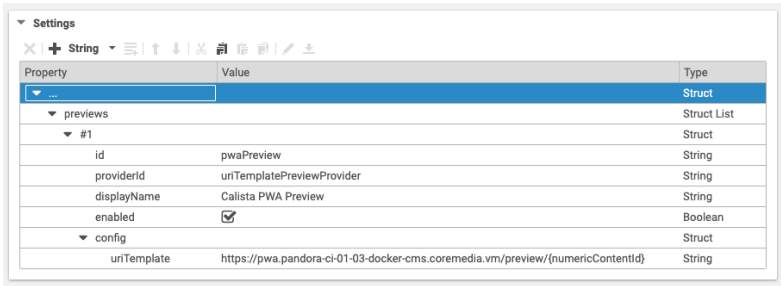 Settings
String
Property Value Type
... Struct
previews Struct List
#1 Struct
id pwaPreview String
providerId uriTemplatePreviewProvider String
displayName Calista PWA Preview String
enabled Boolean
config Struct
uriTemplate https://pwa.pandora-ci-01-03-docker-cms.coremedia.vm/preview/{numericContentId} String